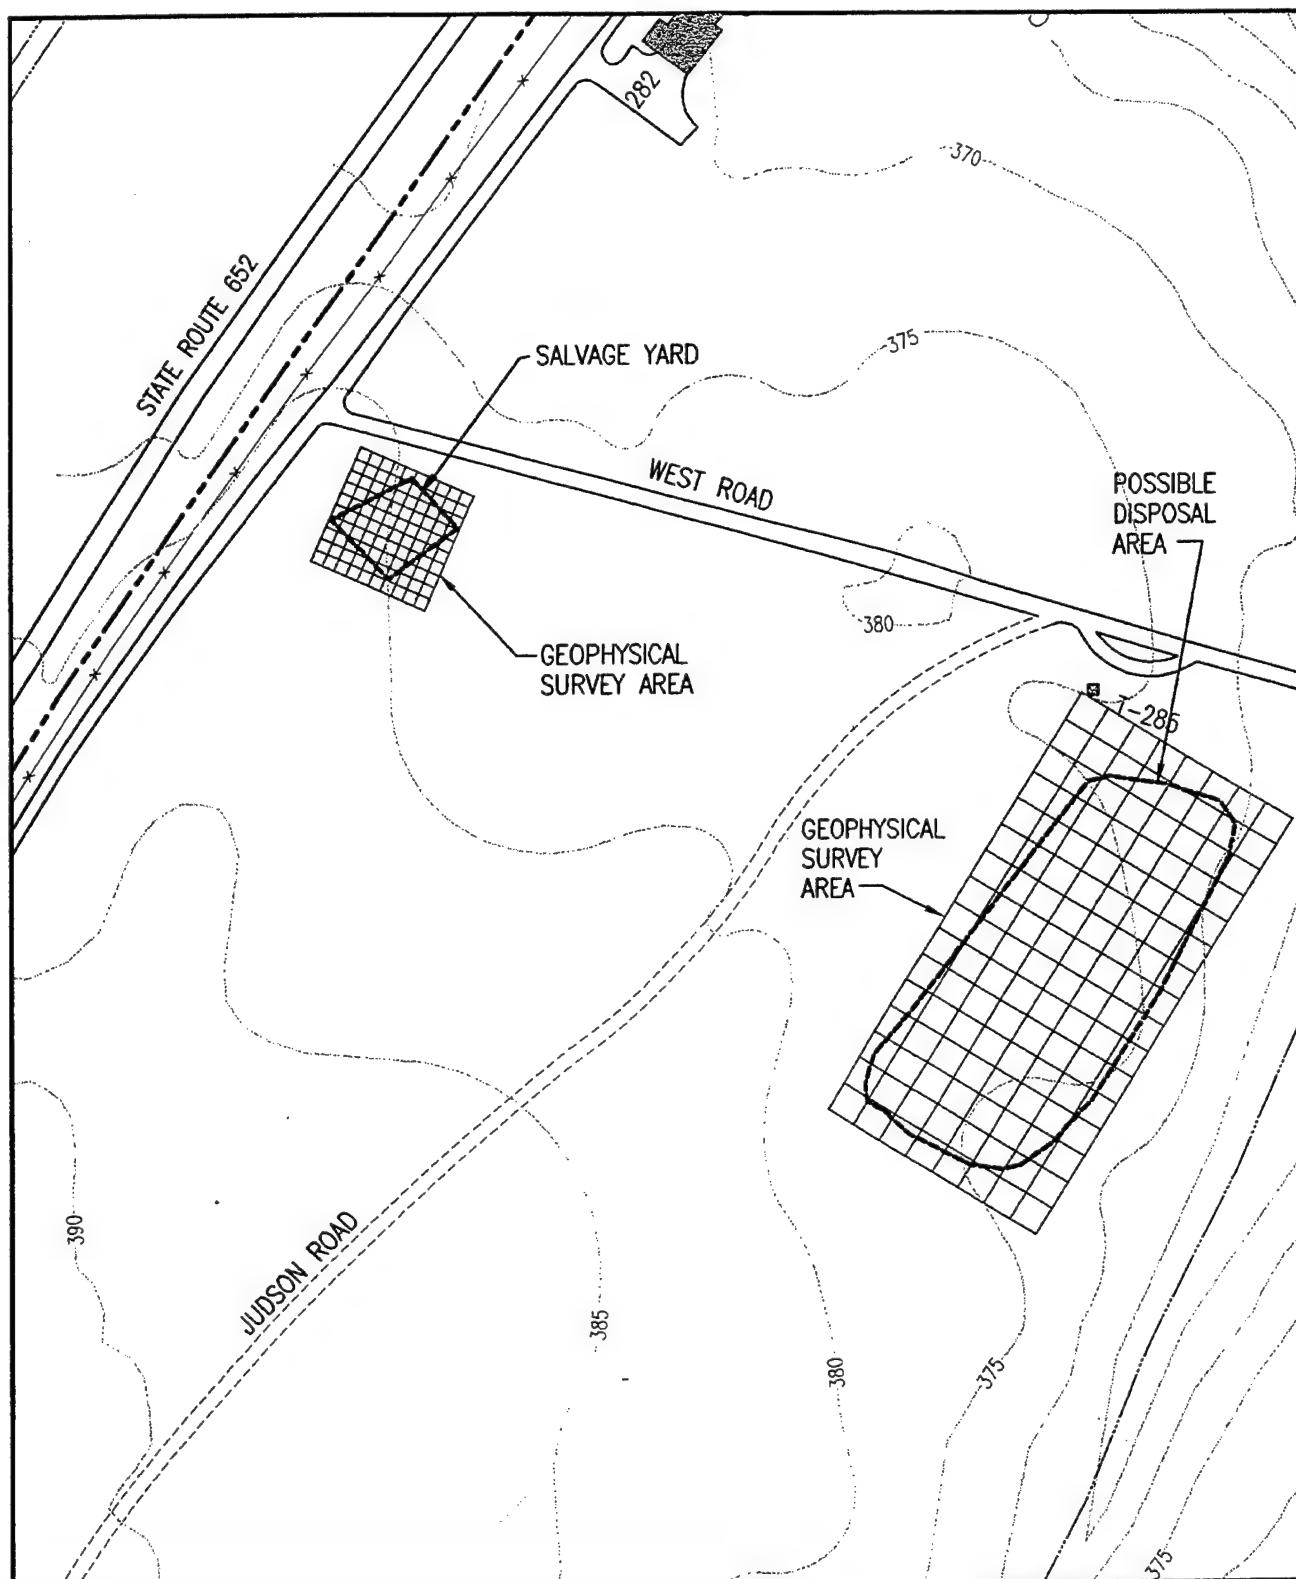 282
370
STATE ROUTE 652
SALVAGE YARD
375
WEST ROAD
POSSIBLE
DISPOSAL
AREA
380
GEOPHYSICAL
SURVEY AREA
T-285
GEOPHYSICAL
SURVEY
AREA
390
JUDSON ROAD
385
380
375
375